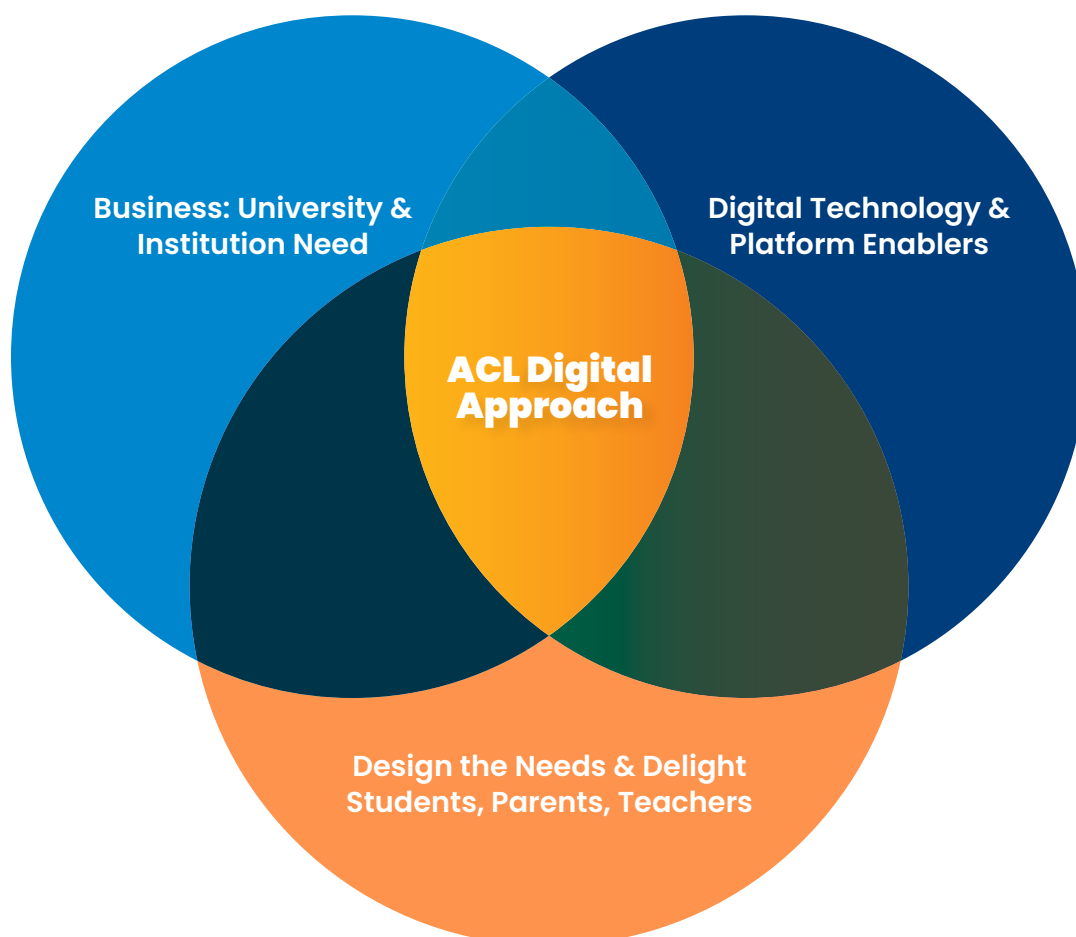 Business: University &
Institution Need
Digital Technology &
Platform Enablers
ACL Digital
Approach
Design the Needs & Delight
Students, Parents, Teachers